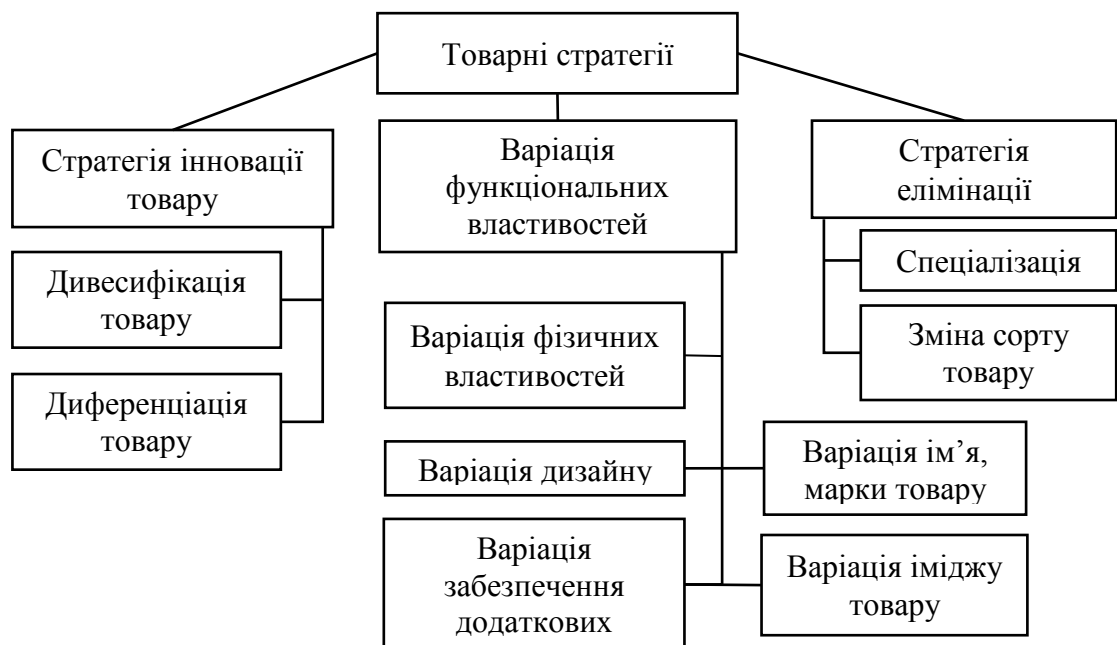 Товарні стратегії
Стратегія інновації
товару
Дивесифікація
товару
Диференціація
товару
Варіація
функціональних
властивостей
Варіація фізичних
властивостей
Варіація дизайну
Варіація
забезпечення
додаткових
Варіація ім’я,
марки товару
Варіація іміджу
товару
Стратегія
елімінації
Спеціалізація
Зміна сорту
товару